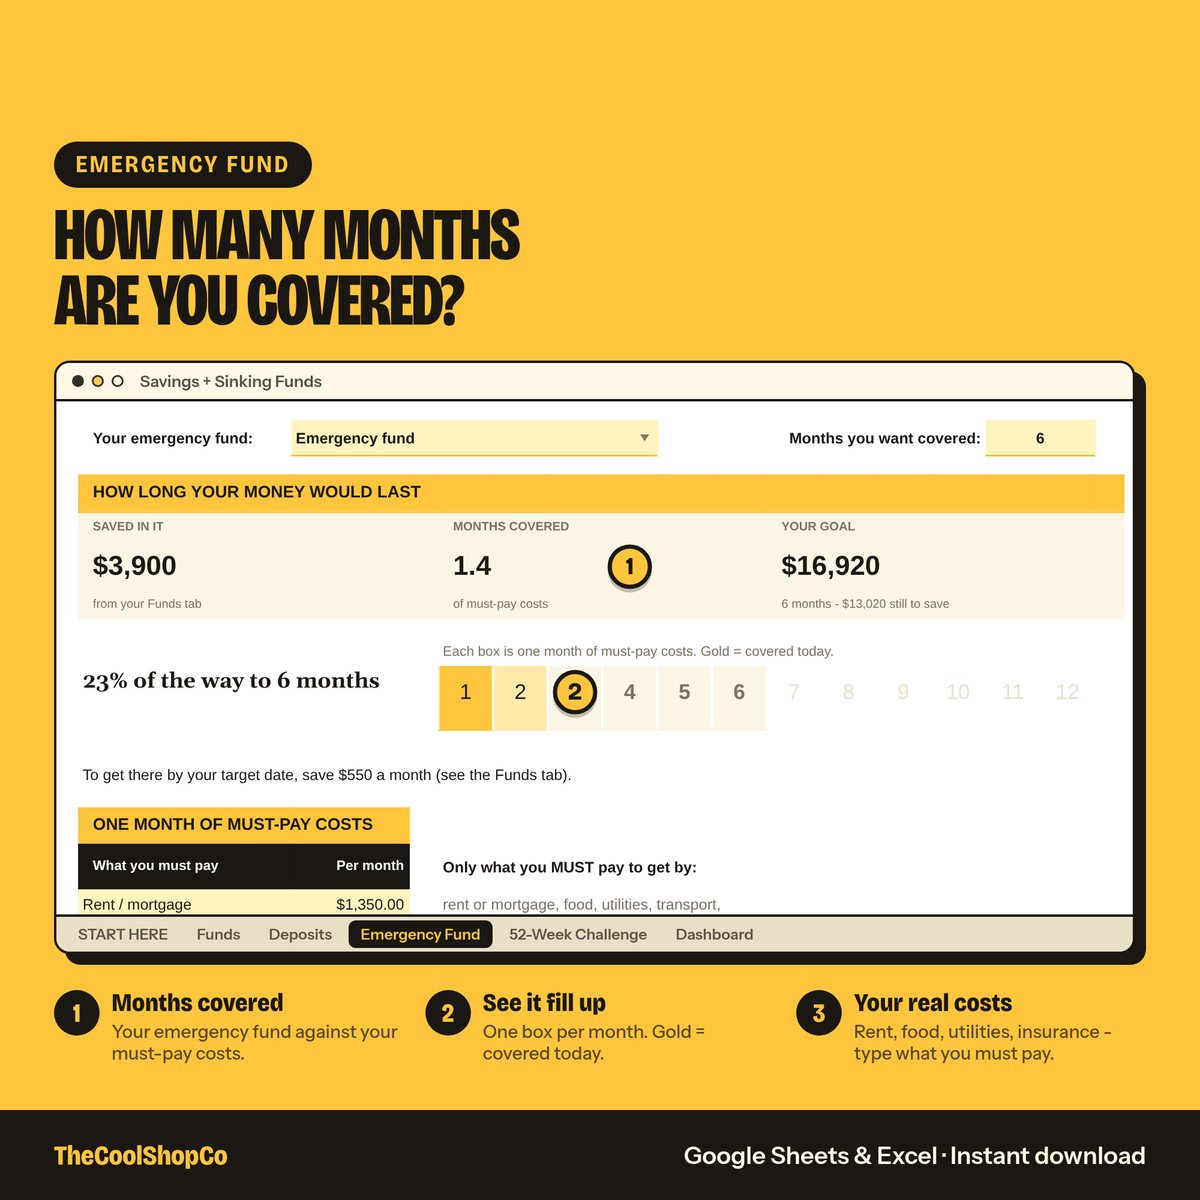 EMERGENCY FUND
HOW MANY MONTHS
ARE YOU COVERED?
Savings + Sinking Funds
Your emergency fund: Emergency fund Months you want covered: 6
HOW LONG YOUR MONEY WOULD LAST
SAVED IN IT MONTHS COVERED YOUR GOAL
$3,900 1.4 1 $16,920
from your Funds tab of must-pay costs 6 months - $13,020 still to save
Each box is one month of must-pay costs. Gold = covered today.
23% of the way to 6 months 1 2 2 4 5 6 7 8 9 10 11 12
To get there by your target date, save $550 a month (see the Funds tab).
ONE MONTH OF MUST-PAY COSTS
What you must pay Per month Only what you MUST pay to get by:
Rent / mortgage $1,350.00 rent or mortgage, food, utilities, transport,
START HERE Funds Deposits Emergency Fund 52-Week Challenge Dashboard
1 Months covered
Your emergency fund against your
must-pay costs.
2 See it fill up
One box per month. Gold =
covered today.
3 Your real costs
Rent, food, utilities, insurance -
type what you must pay.
TheCoolShopCo Google Sheets & Excel · Instant download